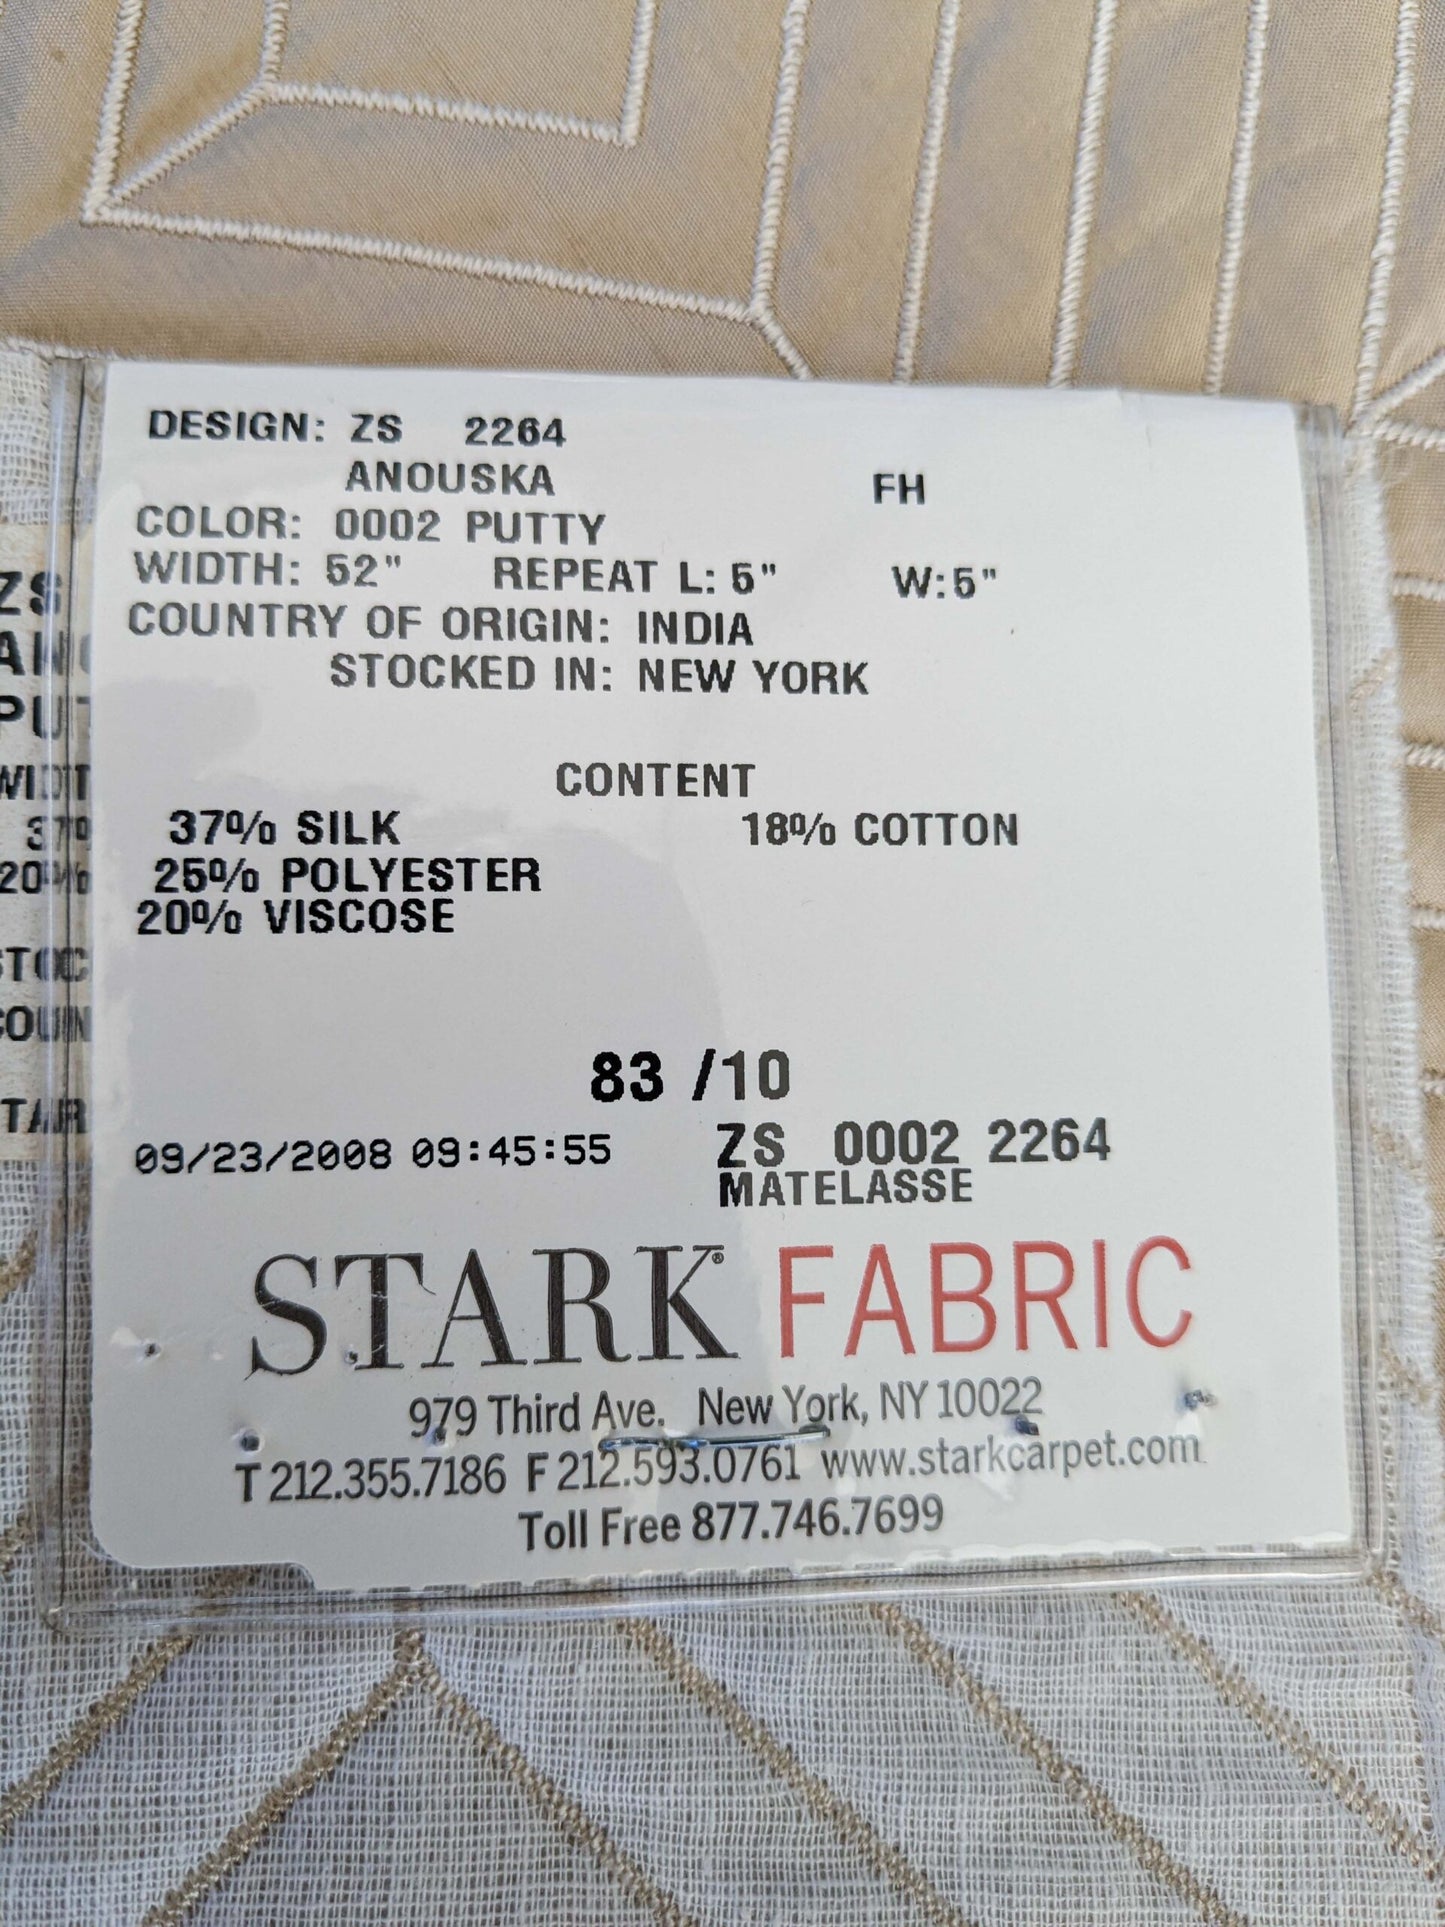 DESIGN: ZS 2264
ANOUSKA FH
COLOR: 0002 PUTTY
WIDTH: 52" REPEAT L: 5" W:5"
COUNTRY OF ORIGIN: INDIA
STOCKED IN: NEW YORK
CONTENT
37% SILK 18% COTTON
25% POLYESTER
20% VISCOSE
83 /10
09/23/2008 09:45:55 ZS 0002 2264
MATELASSE
STARK® FABRIC
979 Third Ave. New York, NY 10022
T 212.355.7186 F 212.593.0761 www.starkcarpet.com
Toll Free 877.746.7699
ZS
20%